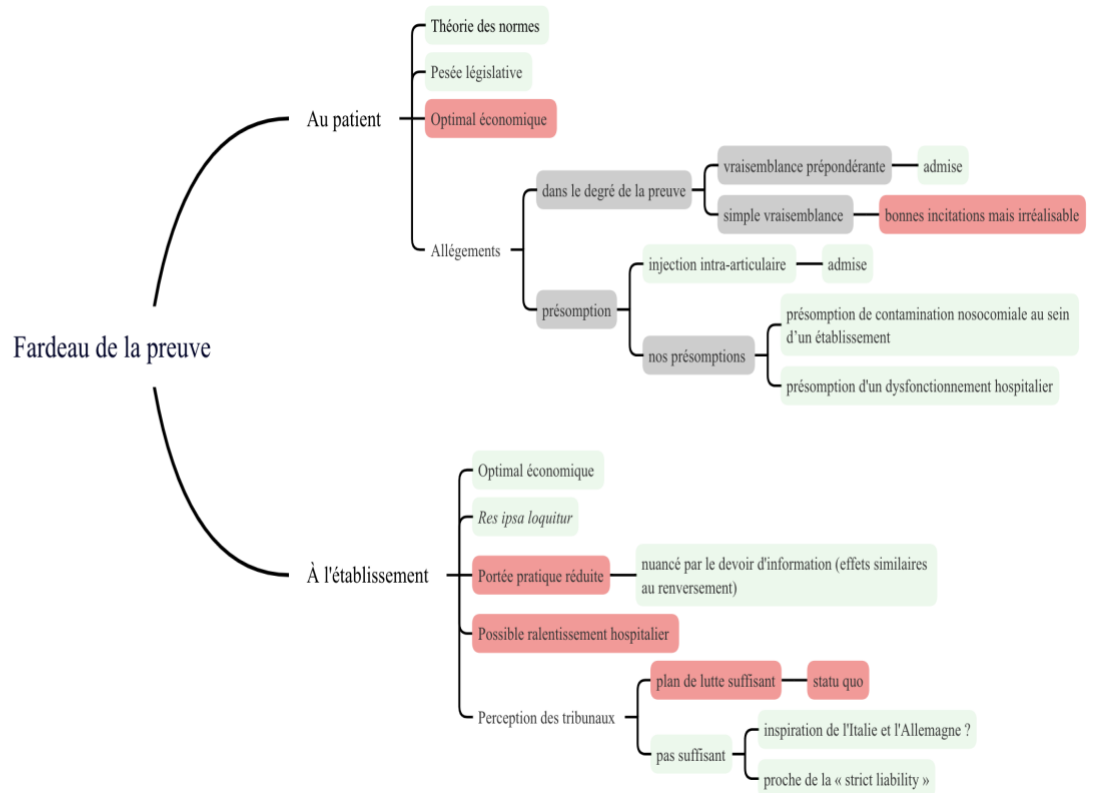 Fardeau de la preuve
Au patient
Théorie des normes
Pesée législative
Optimal économique
Allégements
dans le degré de la preuve
vraisemblance prépondérante
admise
simple vraisemblance
bonnes incitations mais irréalisable
présomption
injection intra-articulaire
admise
nos présomptions
présomption de contamination nosocomiale au sein
d’un établissement
présomption d'un dysfonctionnement hospitalier
À l'établissement
Optimal économique
Res ipsa loquitur
Portée pratique réduite
nuancé par le devoir d'information (effets similaires
au renversement)
Possible ralentissement hospitalier
Perception des tribunaux
plan de lutte suffisant
statu quo
pas suffisant
inspiration de l'Italie et l'Allemagne ?
proche de la « strict liability »